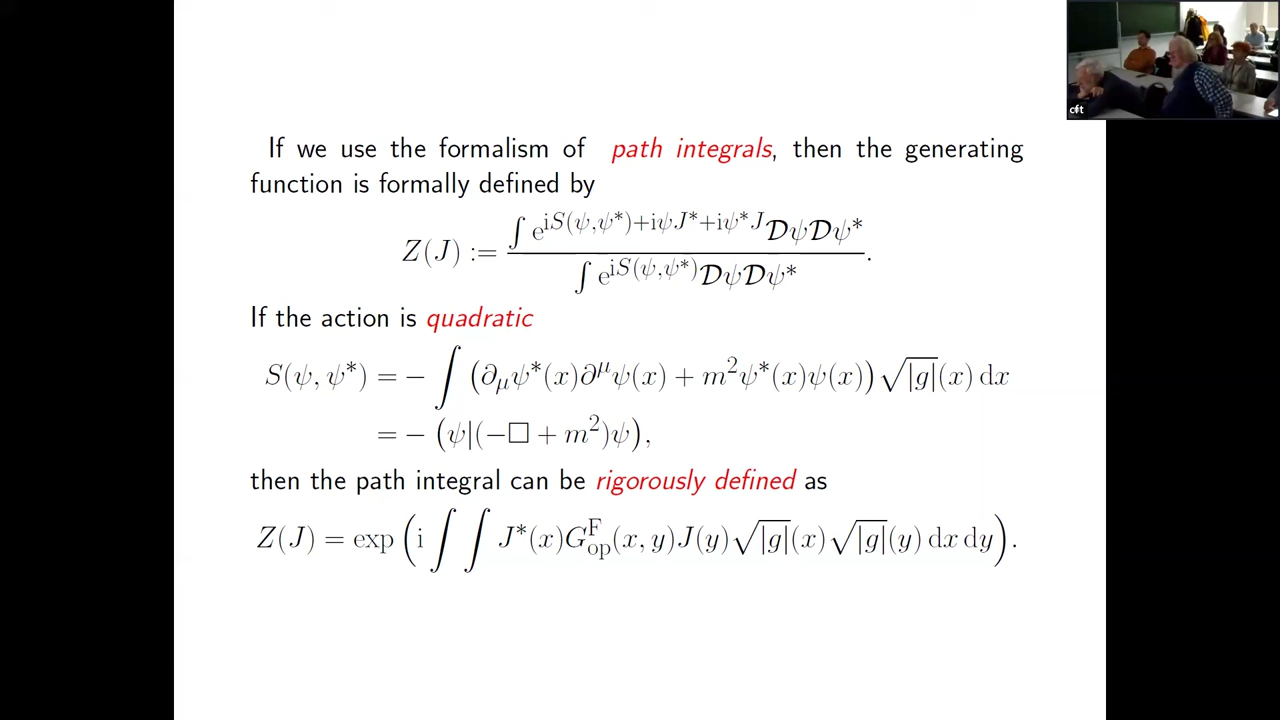 cft
If we use the formalism of path integrals, then the generating
function is formally defined by
Z(J) := ∫ e^{iS(ψ,ψ*)+iψJ*+iψ*J} 𝒟ψ𝒟ψ* / ∫ e^{iS(ψ,ψ*)} 𝒟ψ𝒟ψ* .
If the action is quadratic
S(ψ, ψ*) = − ∫ (∂_μψ*(x)∂^μψ(x) + m²ψ*(x)ψ(x)) √|g|(x) dx
= − (ψ|(−□ + m²)ψ),
then the path integral can be rigorously defined as
Z(J) = exp (i ∫ ∫ J*(x)G^F_op(x, y)J(y)√|g|(x)√|g|(y) dx dy).